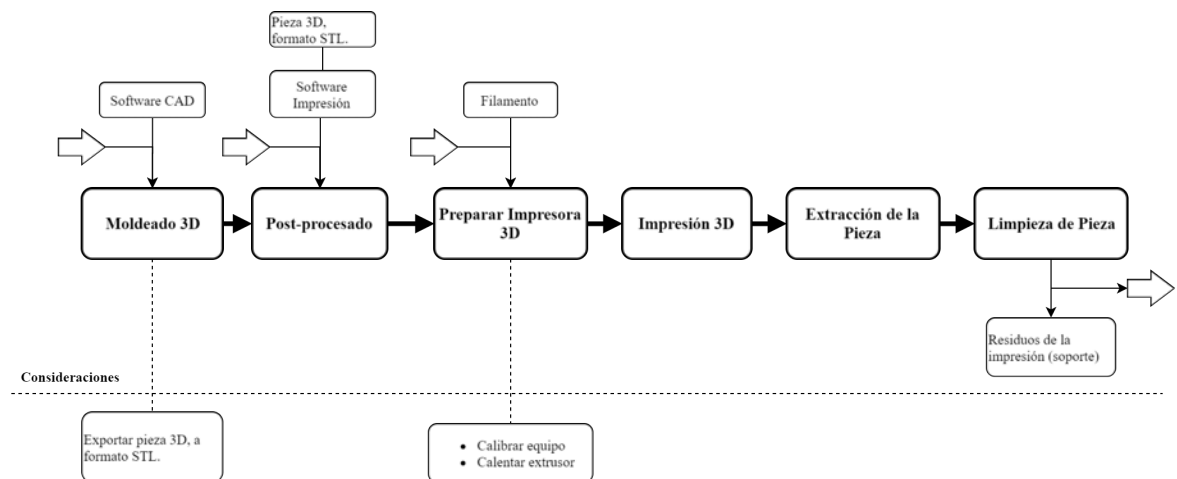 Pieza 3D,
formato STL.
Software CAD
Software
Impresión
Filamento
Moldeado 3D
Post-procesado
Preparar Impresora
3D
Impresión 3D
Extracción de la
Pieza
Limpieza de Pieza
Residuos de la
impresión (soporte)
Consideraciones
Exportar pieza 3D, a
formato STL.
• Calibrar equipo
• Calentar extrusor